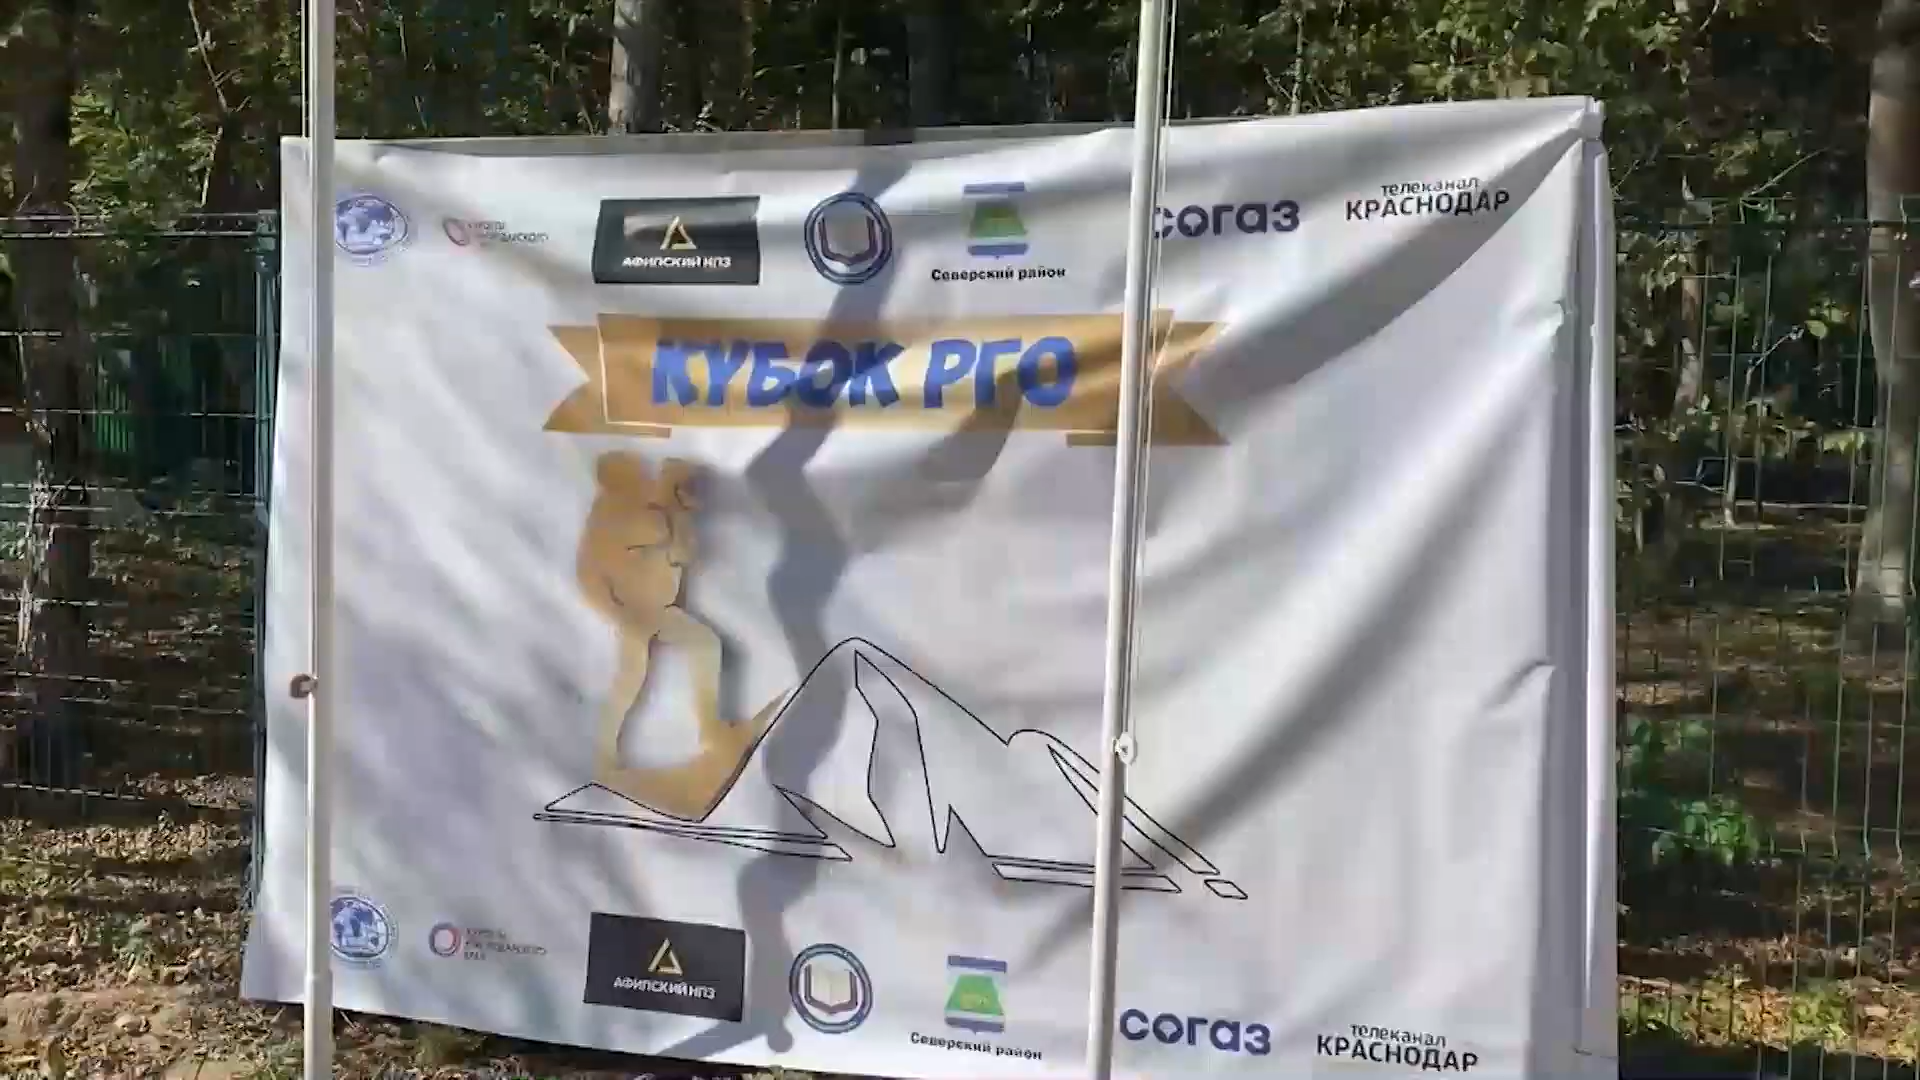 АФИПСКИЙ НПЗ
Северский район
согаз
телеканал
КРАСНОДАР
КУБОК РГО
АФИПСКИЙ НПЗ
Северский район
согаз
телеканал
КРАСНОДАР